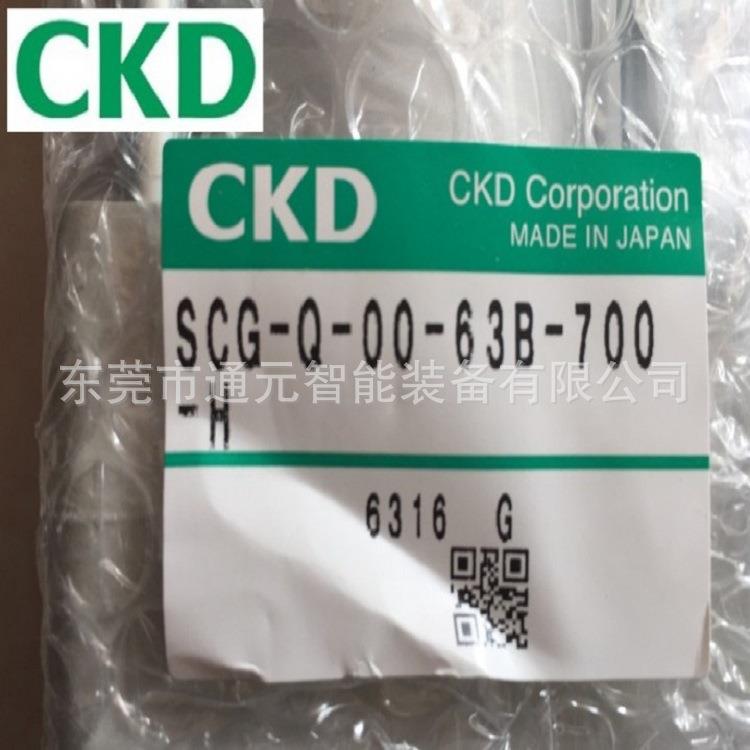 CKD
CKD
CKD Corporation
MADE IN JAPAN
SCG-Q-00-63B-700
东莞市通元智能装备有限公司
-H
6316 G